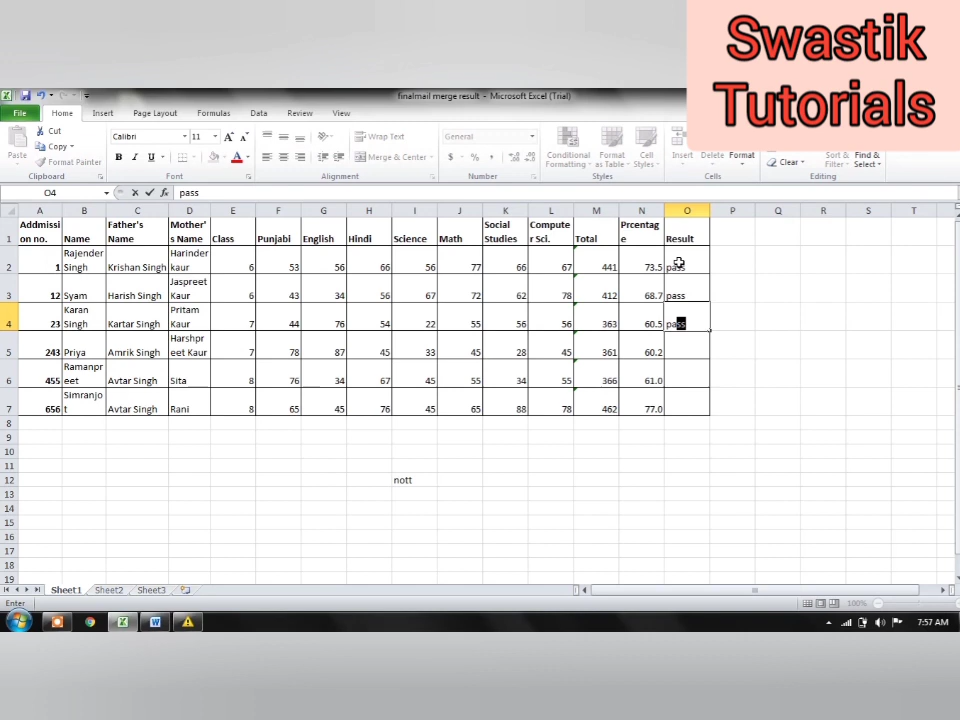 Swastik
Tutorials
finalmail merge result - Microsoft Excel (Trial)
File Home Insert Page Layout Formulas Data Review View
Cut
Copy
Format Painter
Paste
Clipboard
Calibri 11
Font
Wrap Text
Merge & Center
Alignment
General
Number
Conditional Formatting
Format as Table
Cell Styles
Styles
Insert Delete Format
Cells
Clear
Sort & Filter
Find & Select
Editing
O4 pass
A B C D E F G H I J K L M N O P Q R S T
1 Addmission no. Name Father's Name Mother's Name Class Punjabi English Hindi Science Math Social Studies Computer Sci. Total Prcentage Result
2 1 Rajender Singh Krishan Singh Harinder kaur 6 53 56 66 56 77 66 67 441 73.5 pass
3 12 Syam Harish Singh Jaspreet Kaur 6 43 34 56 67 72 62 78 412 68.7 pass
4 23 Karan Singh Kartar Singh Pritam Kaur 7 44 76 54 22 55 56 56 363 60.5 pass
5 243 Priya Amrik Singh Harshpreet Kaur 7 78 87 45 33 45 28 45 361 60.2
6 455 Ramanpreet Avtar Singh Sita 8 76 34 67 45 55 34 55 366 61.0
7 656 Simranjot Avtar Singh Rani 8 65 45 76 45 65 88 78 462 77.0
8
9
10
11
12 nott
13
14
15
16
17
18
19
Sheet1 Sheet2 Sheet3
Enter 100%
7:57 AM